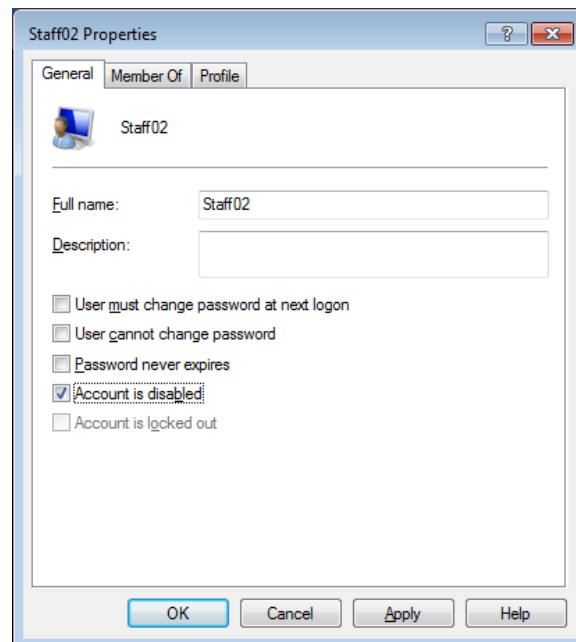 Staff02 Properties
?
General Member Of Profile
Staff02
Full name: Staff02
Description:
User must change password at next logon
User cannot change password
Password never expires
Account is disabled
Account is locked out
OK Cancel Apply Help